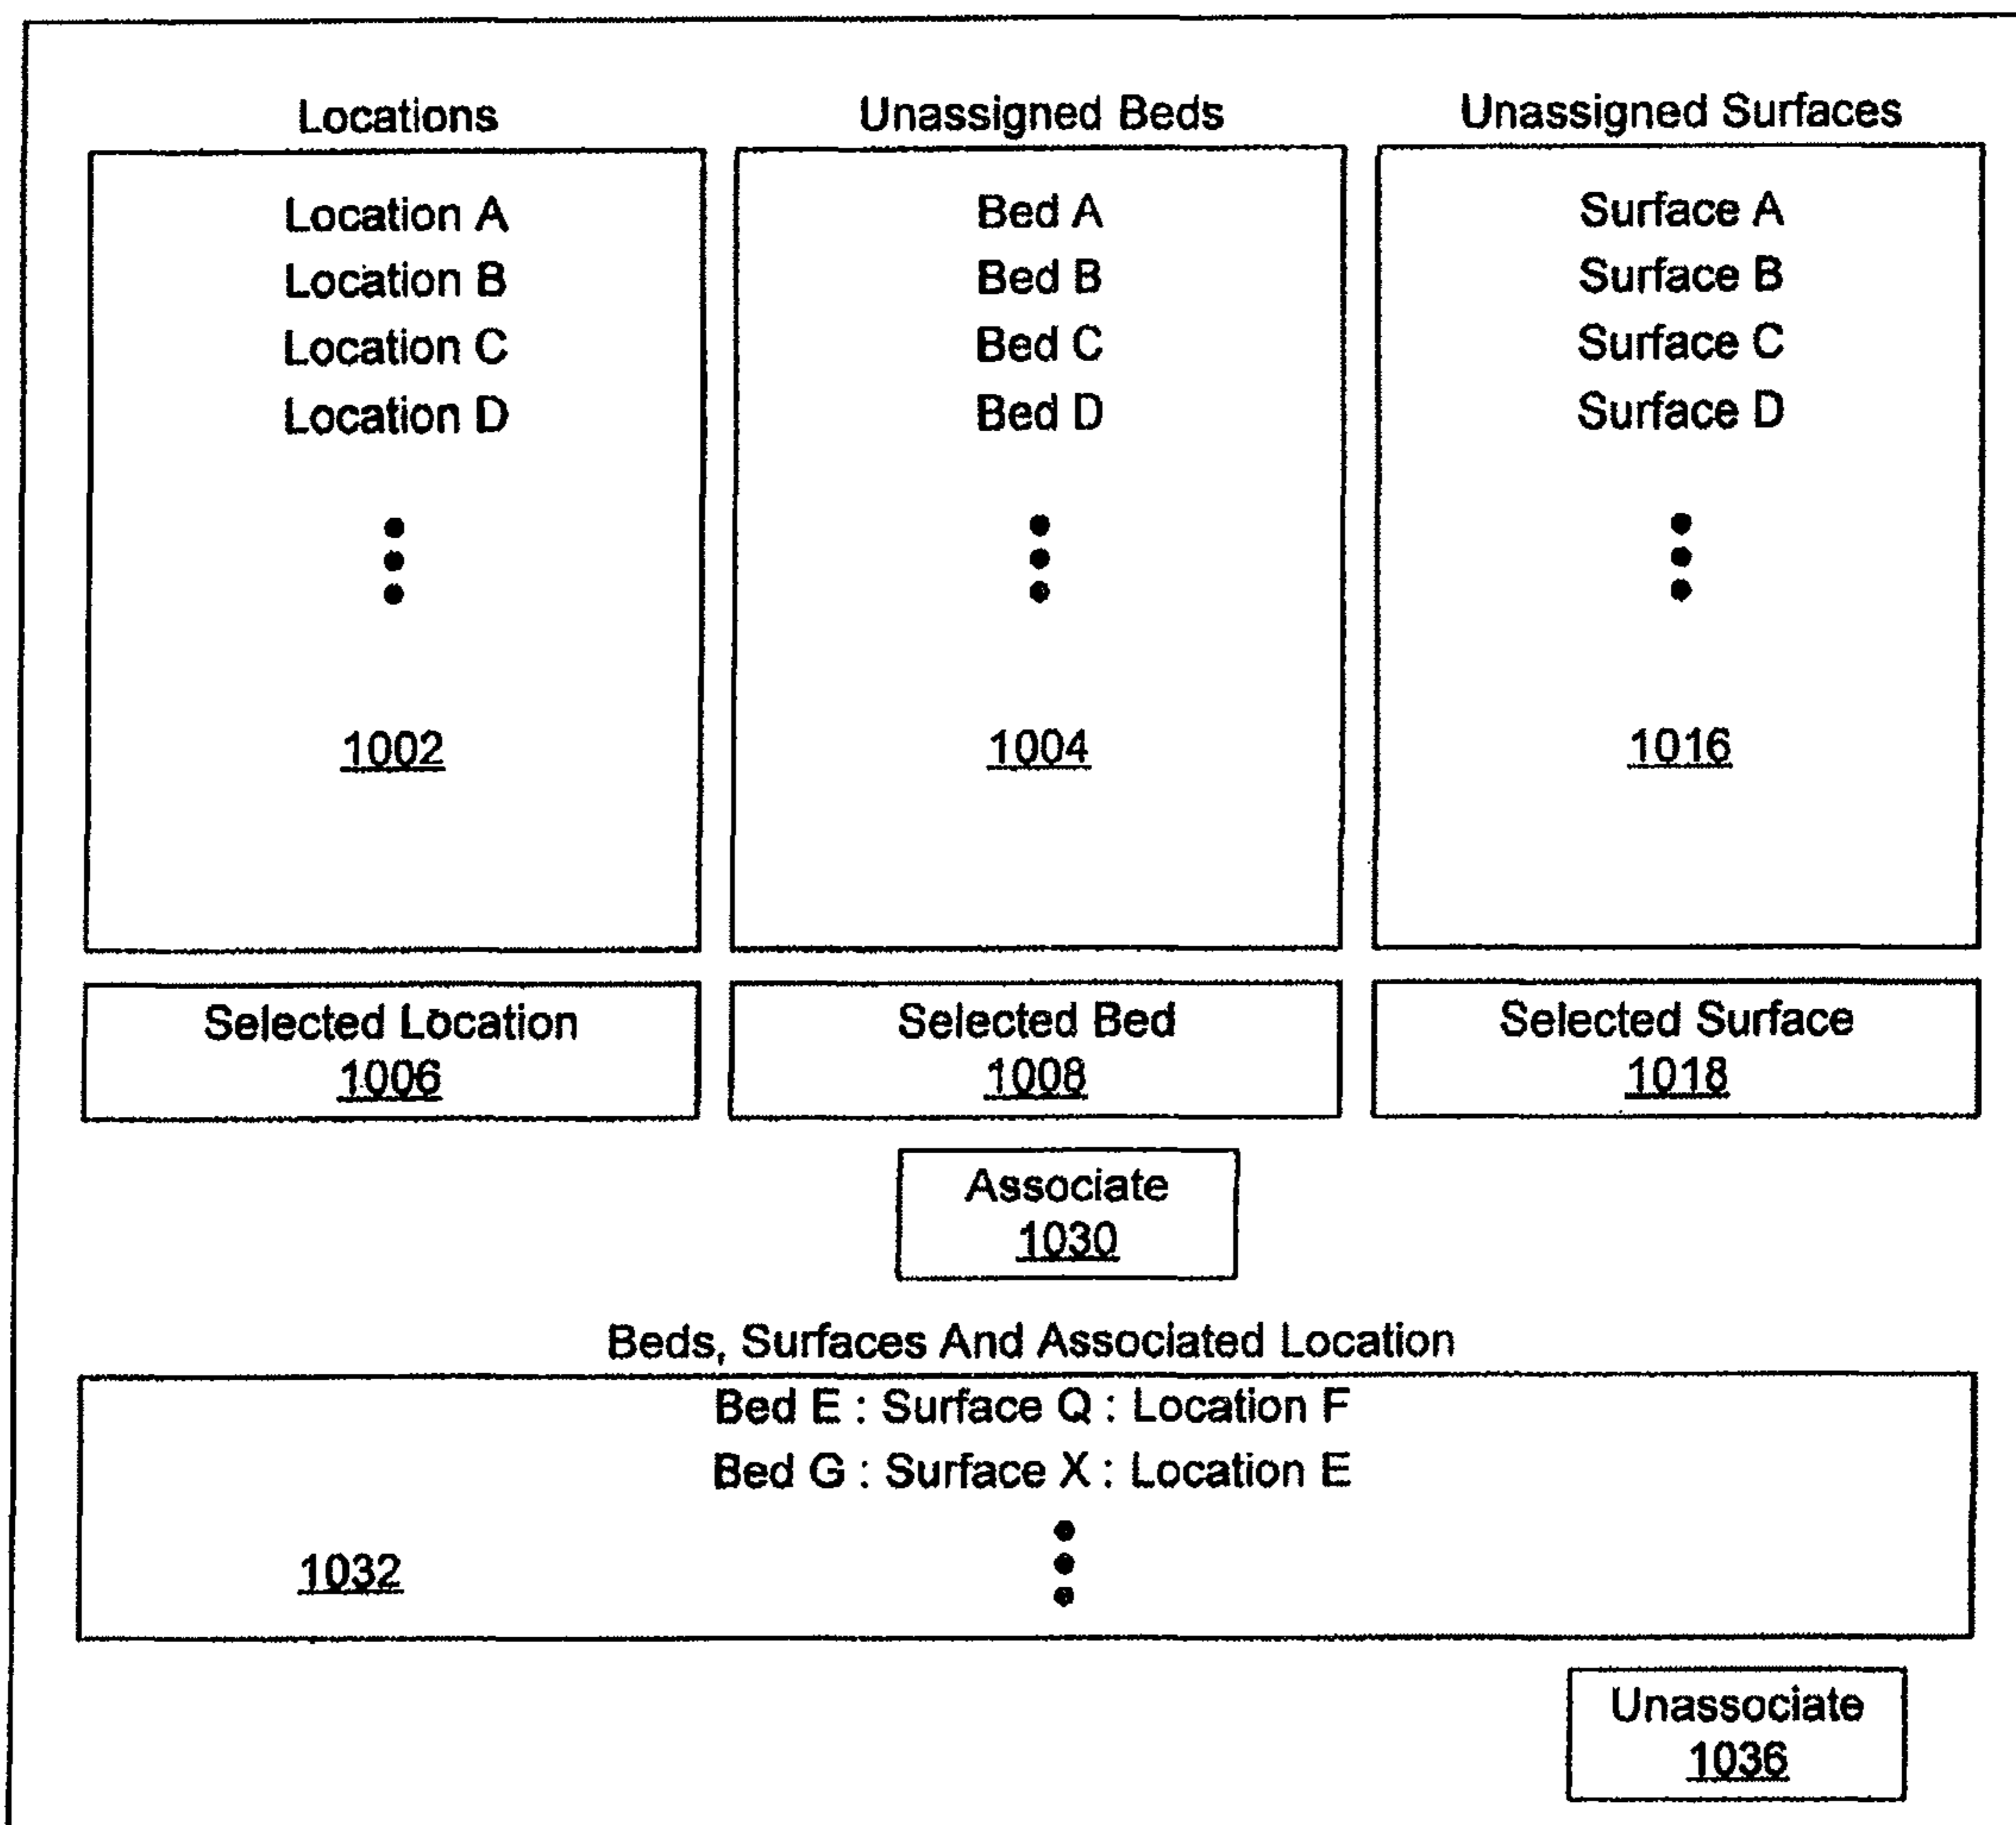 Locations
Location A
Location B
Location C
Location D
1002
Unassigned Beds
Bed A
Bed B
Bed C
Bed D
1004
Unassigned Surfaces
Surface A
Surface B
Surface C
Surface D
1016
Selected Location
1006
Selected Bed
1008
Selected Surface
1018
Associate
1030
Beds, Surfaces And Associated Location
Bed E : Surface Q : Location F
Bed G : Surface X : Location E
1032
Unassociate
1036